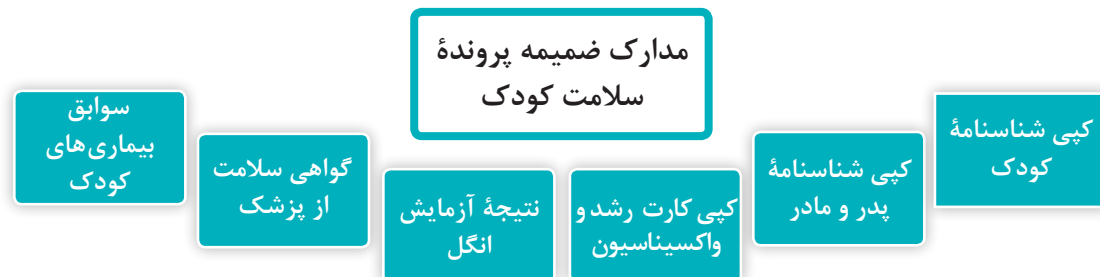 مدارک ضمیمه پروندهٔ
سلامت کودک
کپی شناسنامهٔ
کودک
کپی شناسنامهٔ
پدر و مادر
کپی کارت رشد و
واکسیناسیون
نتیجهٔ آزمایش
انگل
گواهی سلامت
از پزشک
سوابق
بیماری‌های
کودک